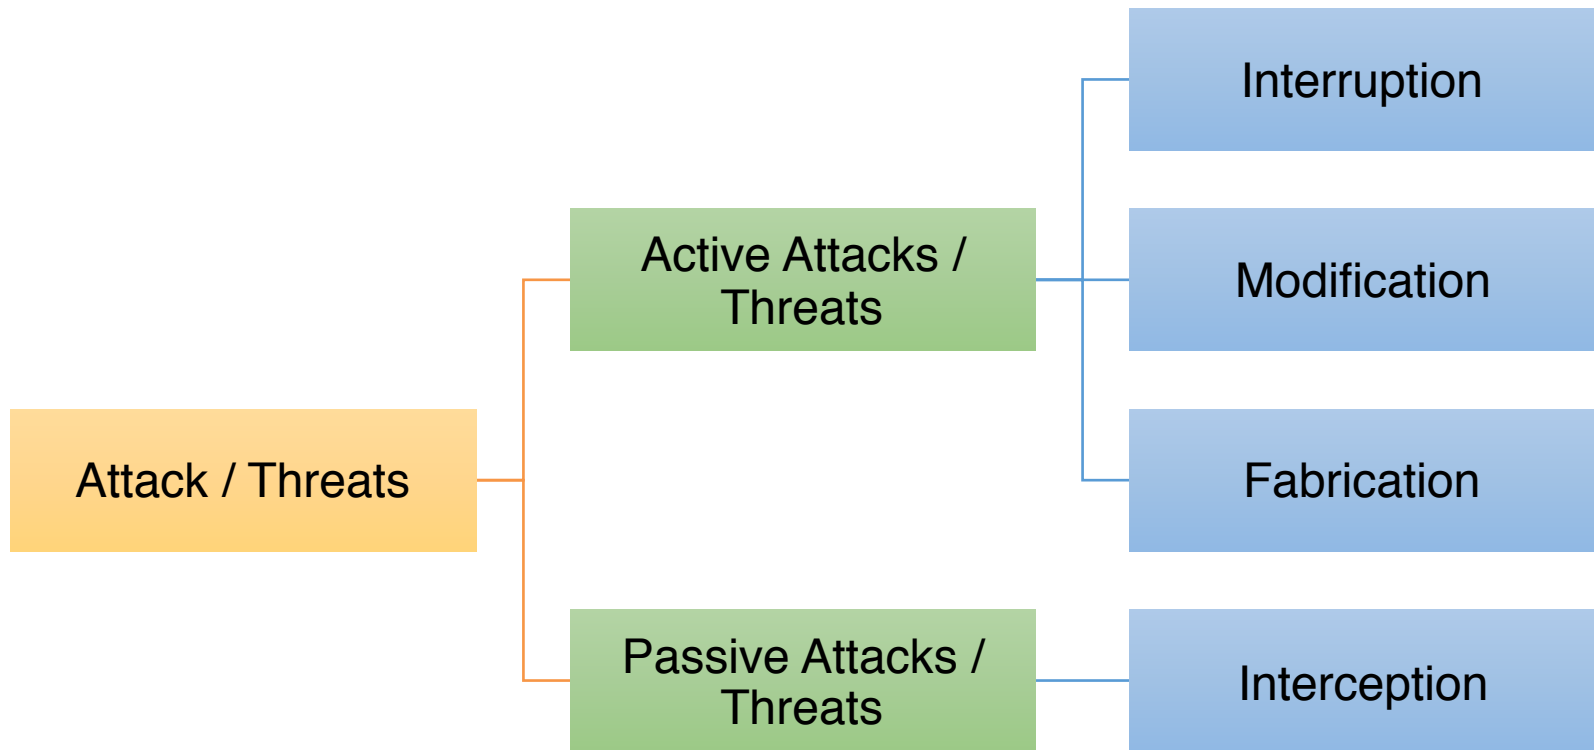 Interruption
Active Attacks /
Threats
Modification
Attack / Threats
Fabrication
Passive Attacks /
Threats
Interception